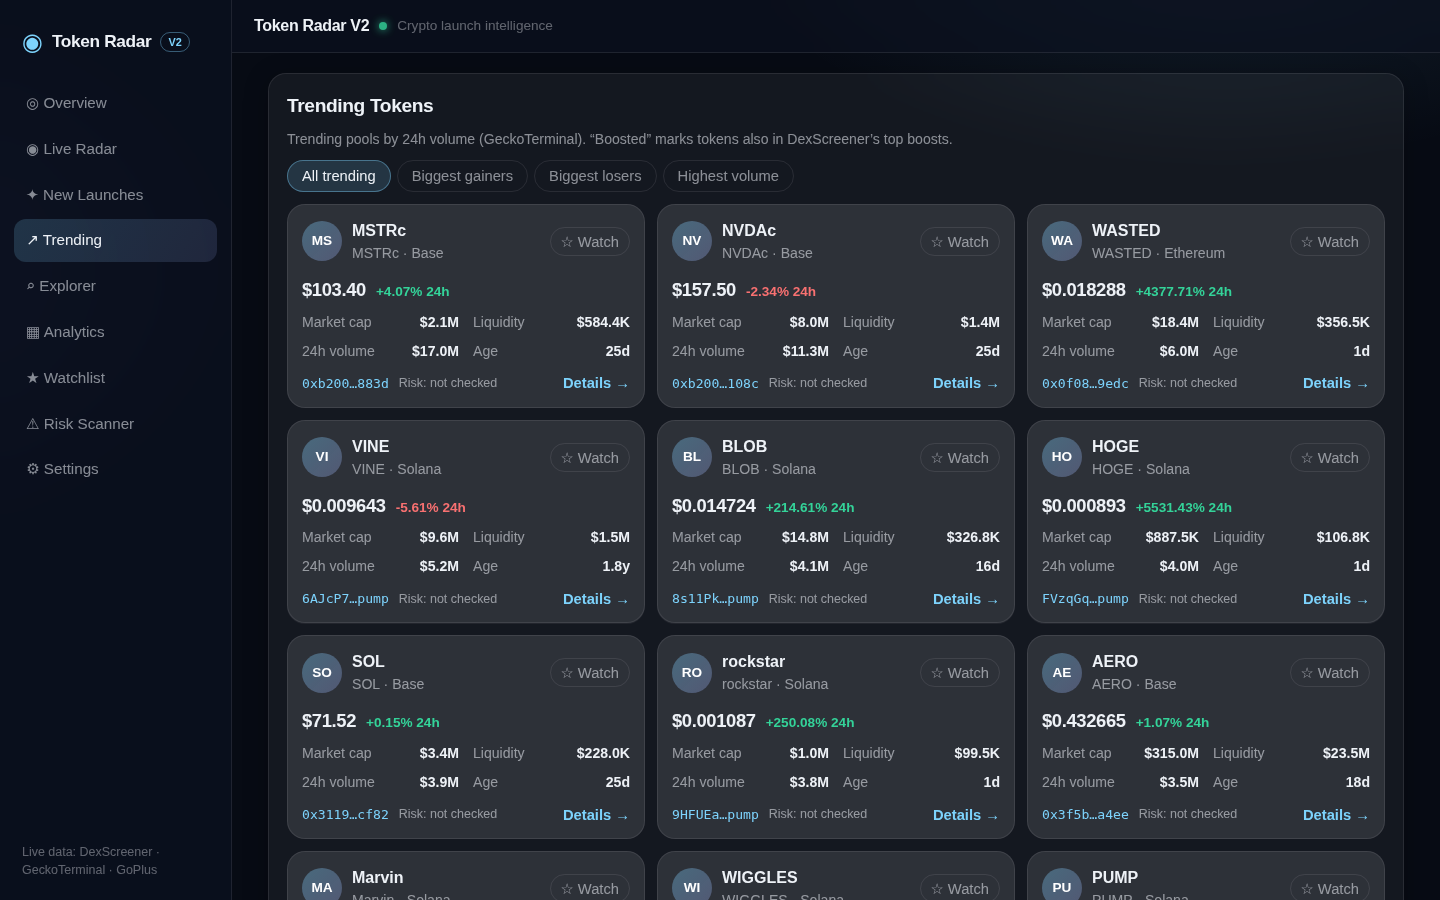 ◉ Token Radar V2
◎ Overview
◉ Live Radar
✦ New Launches
↗ Trending
⌕ Explorer
▦ Analytics
★ Watchlist
⚠ Risk Scanner
⚙ Settings
Live data: DexScreener ·
GeckoTerminal · GoPlus
Token Radar V2 Crypto launch intelligence
Trending Tokens
Trending pools by 24h volume (GeckoTerminal). “Boosted” marks tokens also in DexScreener’s top boosts.
All trending Biggest gainers Biggest losers Highest volume
MS MSTRc
MSTRc · Base
☆ Watch
$103.40 +4.07% 24h
Market cap $2.1M Liquidity $584.4K
24h volume $17.0M Age 25d
0xb200…883d Risk: not checked Details →
NV NVDAc
NVDAc · Base
☆ Watch
$157.50 -2.34% 24h
Market cap $8.0M Liquidity $1.4M
24h volume $11.3M Age 25d
0xb200…108c Risk: not checked Details →
WA WASTED
WASTED · Ethereum
☆ Watch
$0.018288 +4377.71% 24h
Market cap $18.4M Liquidity $356.5K
24h volume $6.0M Age 1d
0x0f08…9edc Risk: not checked Details →
VI VINE
VINE · Solana
☆ Watch
$0.009643 -5.61% 24h
Market cap $9.6M Liquidity $1.5M
24h volume $5.2M Age 1.8y
6AJcP7…pump Risk: not checked Details →
BL BLOB
BLOB · Solana
☆ Watch
$0.014724 +214.61% 24h
Market cap $14.8M Liquidity $326.8K
24h volume $4.1M Age 16d
8s11Pk…pump Risk: not checked Details →
HO HOGE
HOGE · Solana
☆ Watch
$0.000893 +5531.43% 24h
Market cap $887.5K Liquidity $106.8K
24h volume $4.0M Age 1d
FVzqGq…pump Risk: not checked Details →
SO SOL
SOL · Base
☆ Watch
$71.52 +0.15% 24h
Market cap $3.4M Liquidity $228.0K
24h volume $3.9M Age 25d
0x3119…cf82 Risk: not checked Details →
RO rockstar
rockstar · Solana
☆ Watch
$0.001087 +250.08% 24h
Market cap $1.0M Liquidity $99.5K
24h volume $3.8M Age 1d
9HFUEa…pump Risk: not checked Details →
AE AERO
AERO · Base
☆ Watch
$0.432665 +1.07% 24h
Market cap $315.0M Liquidity $23.5M
24h volume $3.5M Age 18d
0x3f5b…a4ee Risk: not checked Details →
MA Marvin
Marvin · Solana
☆ Watch
WI WIGGLES
WIGGLES · Solana
☆ Watch
PU PUMP
PUMP · Solana
☆ Watch